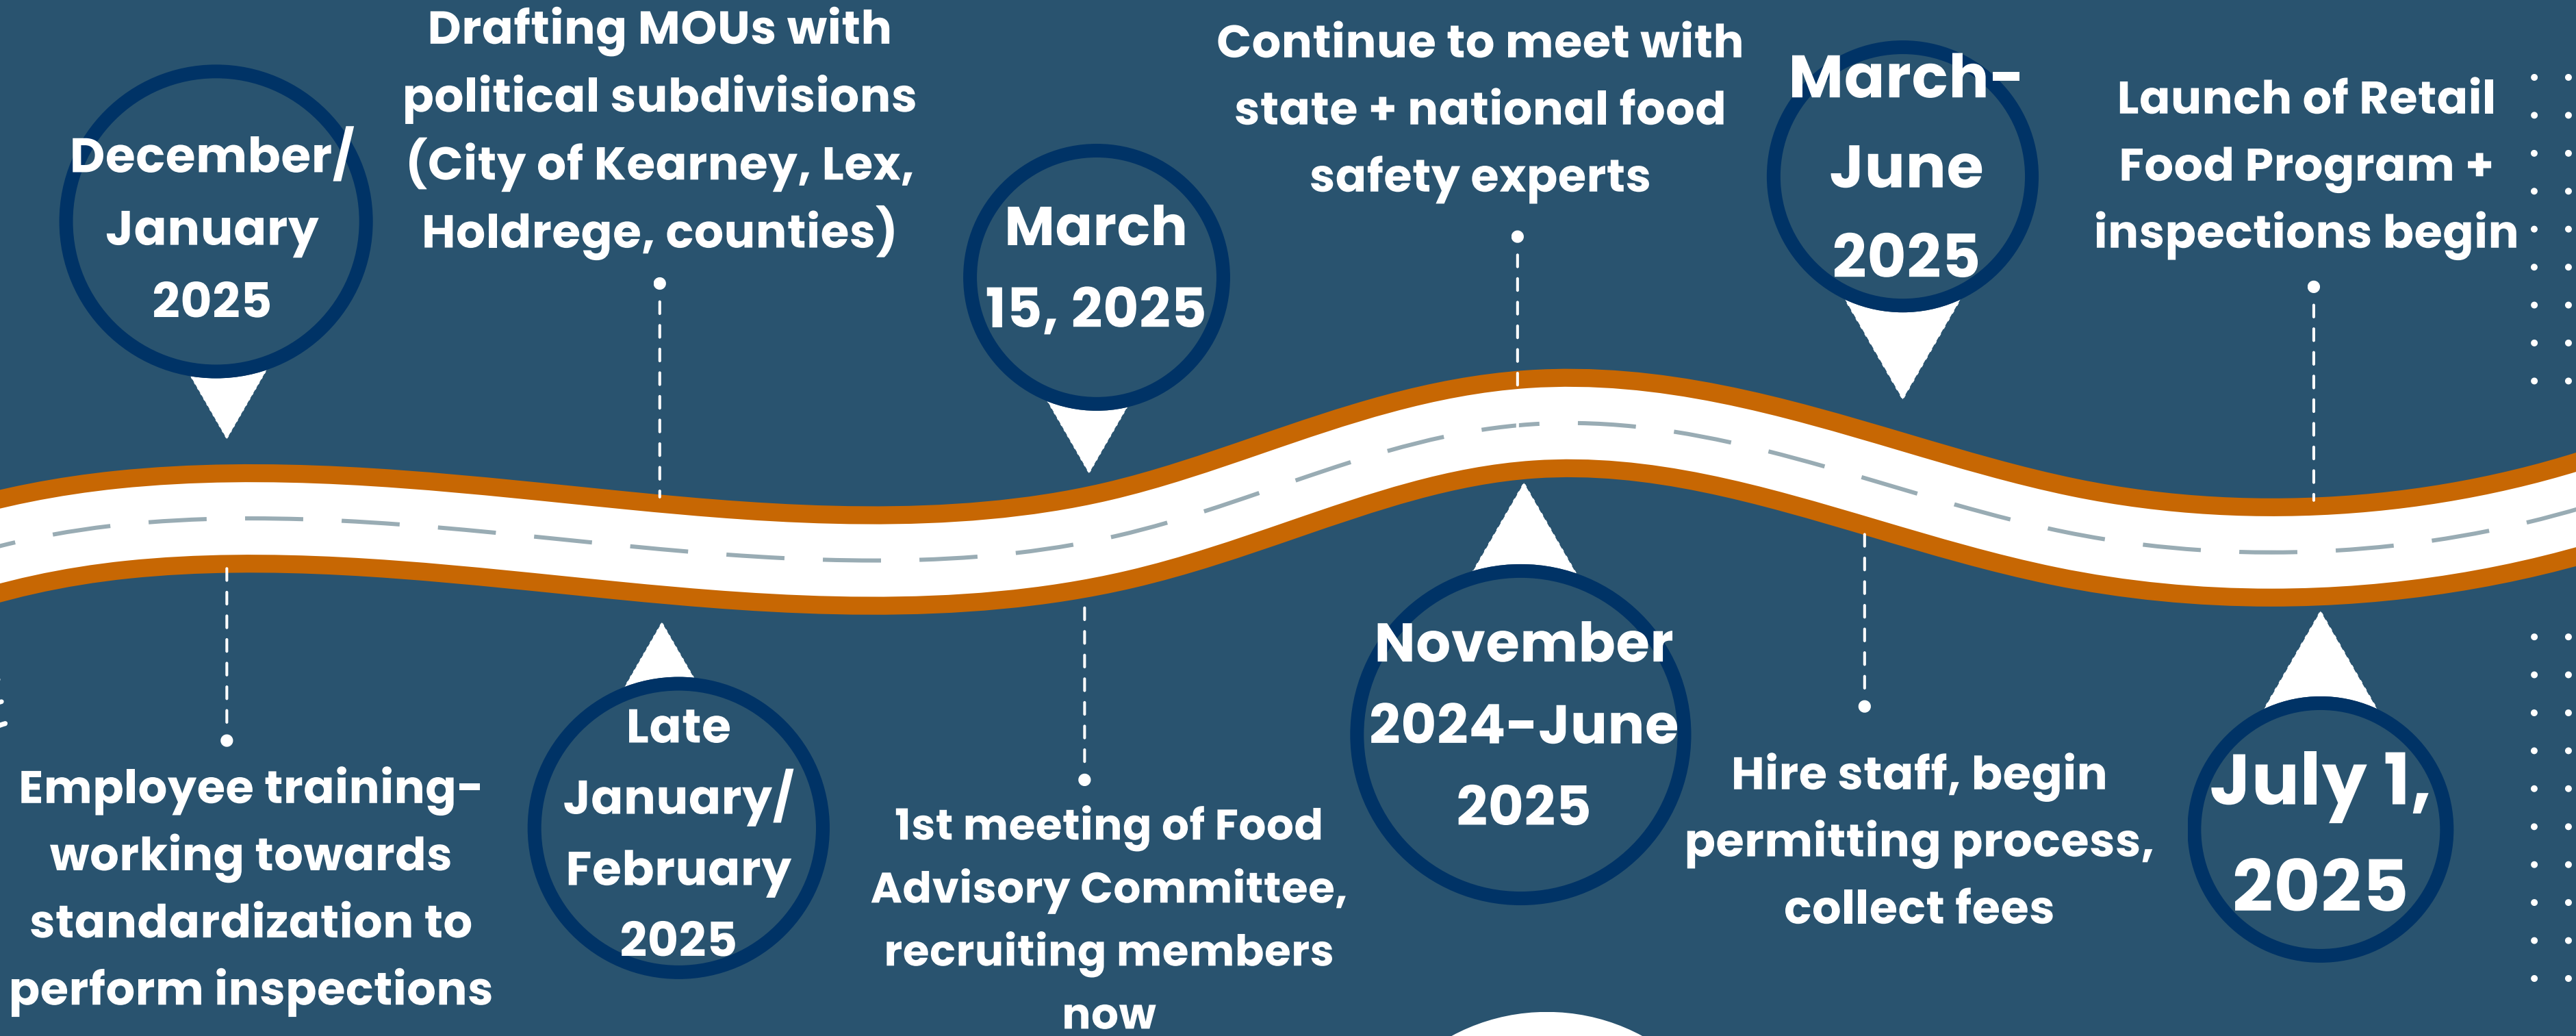 December/
January
2025
Employee training-
working towards
standardization to
perform inspections
Drafting MOUs with
political subdivisions
(City of Kearney, Lex,
Holdrege, counties)
Late
January/
February
2025
March
15, 2025
1st meeting of Food
Advisory Committee,
recruiting members
now
Continue to meet with
state + national food
safety experts
November
2024-June
2025
March-
June
2025
Hire staff, begin
permitting process,
collect fees
Launch of Retail
Food Program +
inspections begin
July 1,
2025